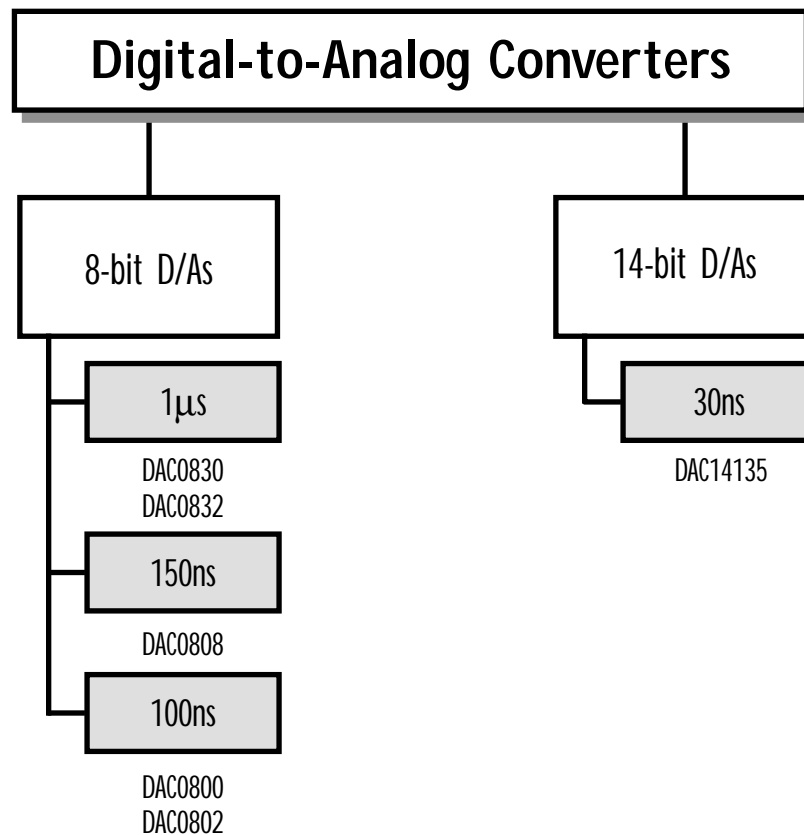 Digital-to-Analog Converters
8-bit D/As
1μs
DAC0830
DAC0832
150ns
DAC0808
100ns
DAC0800
DAC0802
14-bit D/As
30ns
DAC14135